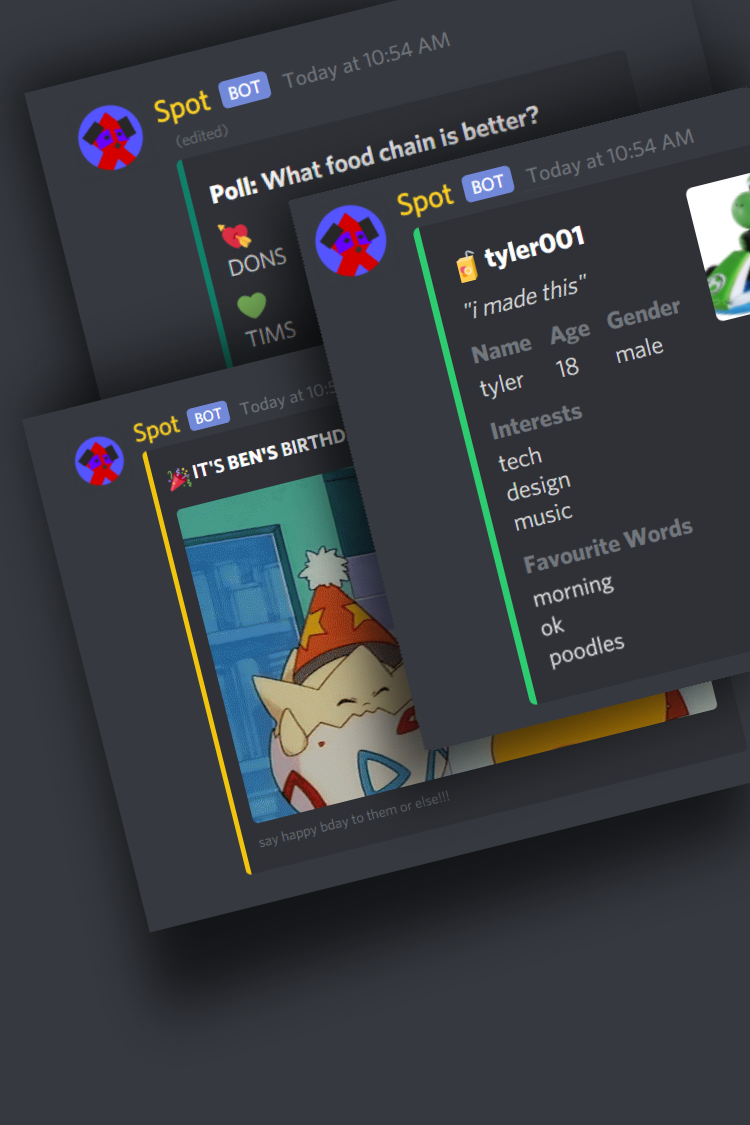 Spot BOT Today at 10:54 AM
(edited)
Poll: What food chain is better?
DONS
TIMS
Spot BOT Today at 10:54 AM
tyler001
"i made this"
Name Age Gender
tyler 18 male
Interests
tech
design
music
Favourite Words
morning
ok
poodles
Spot BOT Today at 10:5
IT'S BEN'S BIRTHD
say happy bday to them or else!!!